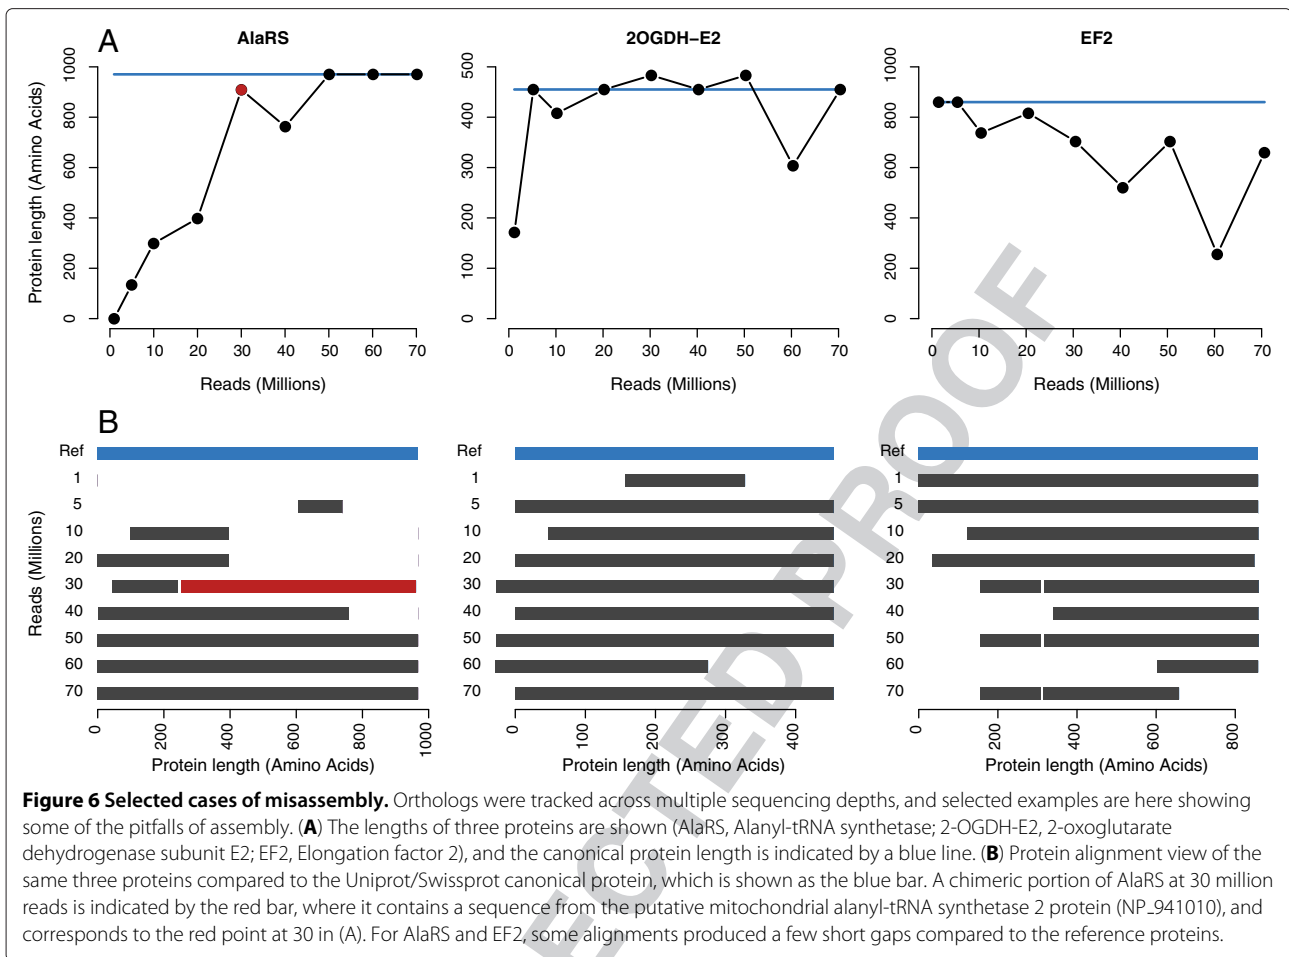 A
AlaRS
2OGDH−E2
EF2
Protein length (Amino Acids)
0
200
400
600
800
1000
0 10 20 30 40 50 60 70
Reads (Millions)
0
100
200
300
400
500
0 10 20 30 40 50 60 70
Reads (Millions)
0
200
400
600
800
1000
0 10 20 30 40 50 60 70
Reads (Millions)
B
Reads (Millions)
Ref
1
5
10
20
30
40
50
60
70
0 200 400 600 800 1000
Protein length (Amino Acids)
Ref
1
5
10
20
30
40
50
60
70
0 100 200 300 400
Protein length (Amino Acids)
Ref
1
5
10
20
30
40
50
60
70
0 200 400 600 800
Protein length (Amino Acids)
Figure 6 Selected cases of misassembly. Orthologs were tracked across multiple sequencing depths, and selected examples are here showing
some of the pitfalls of assembly. (A) The lengths of three proteins are shown (AlaRS, Alanyl-tRNA synthetase; 2-OGDH-E2, 2-oxoglutarate
dehydrogenase subunit E2; EF2, Elongation factor 2), and the canonical protein length is indicated by a blue line. (B) Protein alignment view of the
same three proteins compared to the Uniprot/Swissprot canonical protein, which is shown as the blue bar. A chimeric portion of AlaRS at 30 million
reads is indicated by the red bar, where it contains a sequence from the putative mitochondrial alanyl-tRNA synthetase 2 protein (NP_941010), and
corresponds to the red point at 30 in (A). For AlaRS and EF2, some alignments produced a few short gaps compared to the reference proteins.
ECTED PROOF